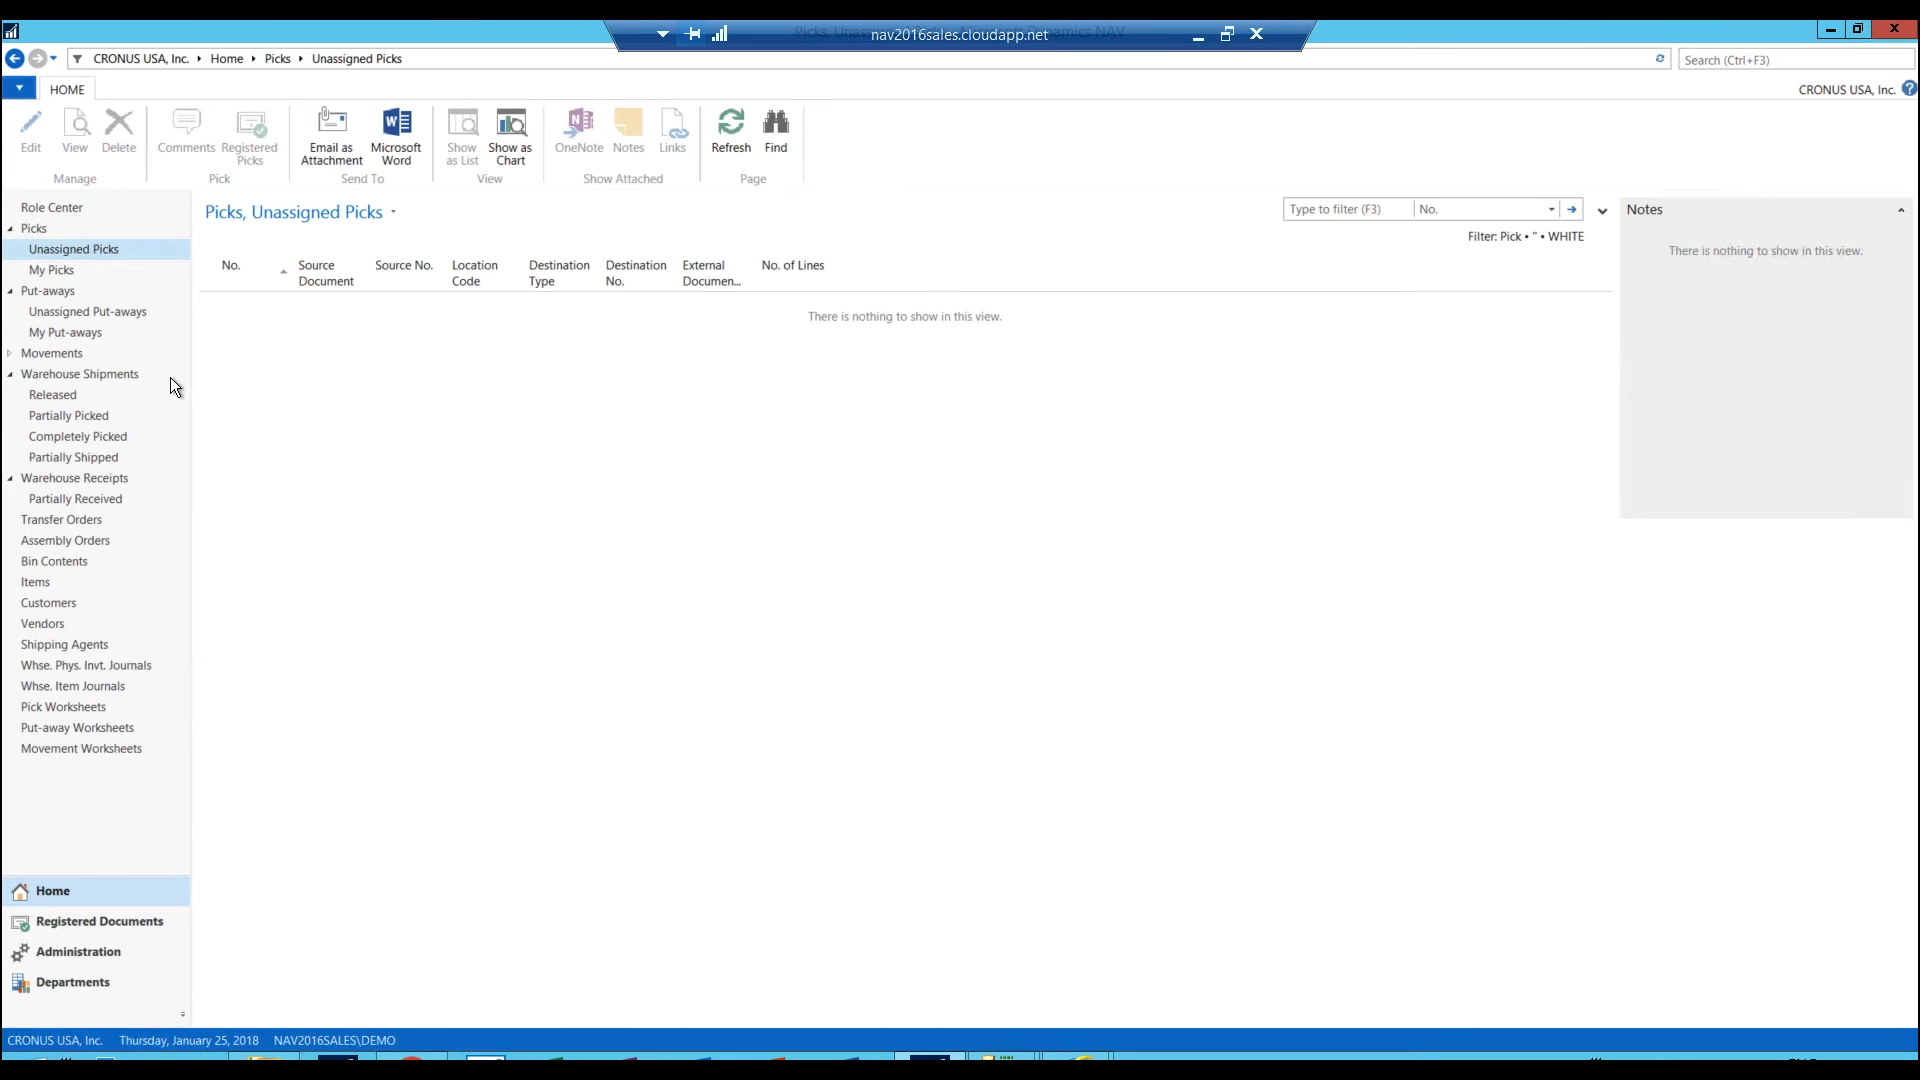 Picks, Una
amics NAV
nav2016sales.cloudapp.net
CRONUS USA, Inc. Home Picks Unassigned Picks
Search (Ctrl+F3)
HOME
CRONUS USA, Inc.
Edit
View
Delete
Comments
Registered Picks
Email as Attachment
Microsoft Word
Show as List
Show as Chart
OneNote
Notes
Links
Refresh
Find
Manage
Pick
Send To
View
Show Attached
Page
Role Center
Picks
Unassigned Picks
My Picks
Put-aways
Unassigned Put-aways
My Put-aways
Movements
Warehouse Shipments
Released
Partially Picked
Completely Picked
Partially Shipped
Warehouse Receipts
Partially Received
Transfer Orders
Assembly Orders
Bin Contents
Items
Customers
Vendors
Shipping Agents
Whse. Phys. Invt. Journals
Whse. Item Journals
Pick Worksheets
Put-away Worksheets
Movement Worksheets
Home
Registered Documents
Administration
Departments
Picks, Unassigned Picks
Type to filter (F3)
No.
Filter: Pick • '' • WHITE
No.
Source Document
Source No.
Location Code
Destination Type
Destination No.
External Documen...
No. of Lines
There is nothing to show in this view.
Notes
There is nothing to show in this view.
CRONUS USA, Inc. Thursday, January 25, 2018 NAV2016SALES\DEMO